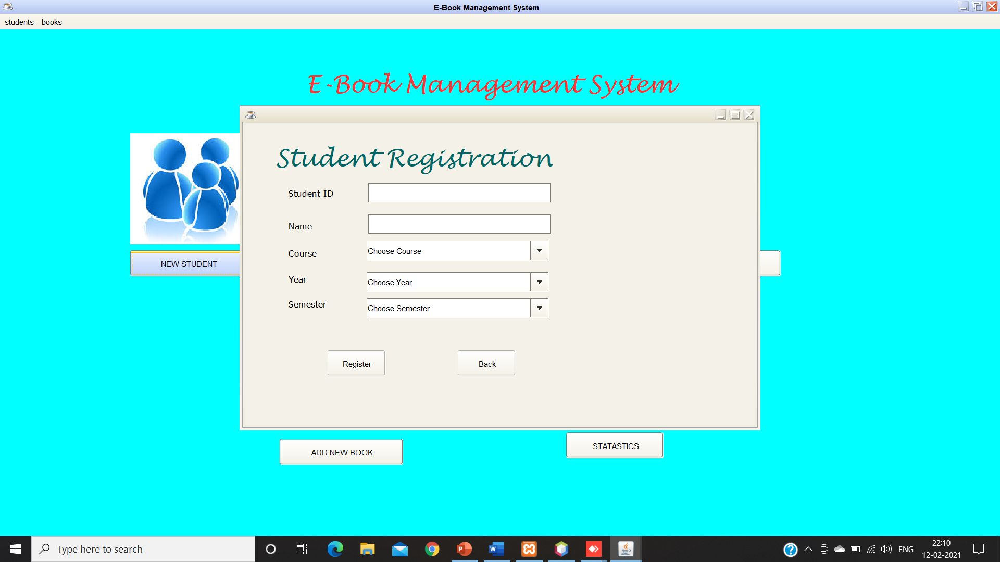 E-Book Management System
students books
E-Book Management System
Student Registration
Student ID
Name
Course Choose Course
NEW STUDENT
Year Choose Year
Semester Choose Semester
Register Back
ADD NEW BOOK
STATASTICS
Type here to search
ENG
22:10
12-02-2021